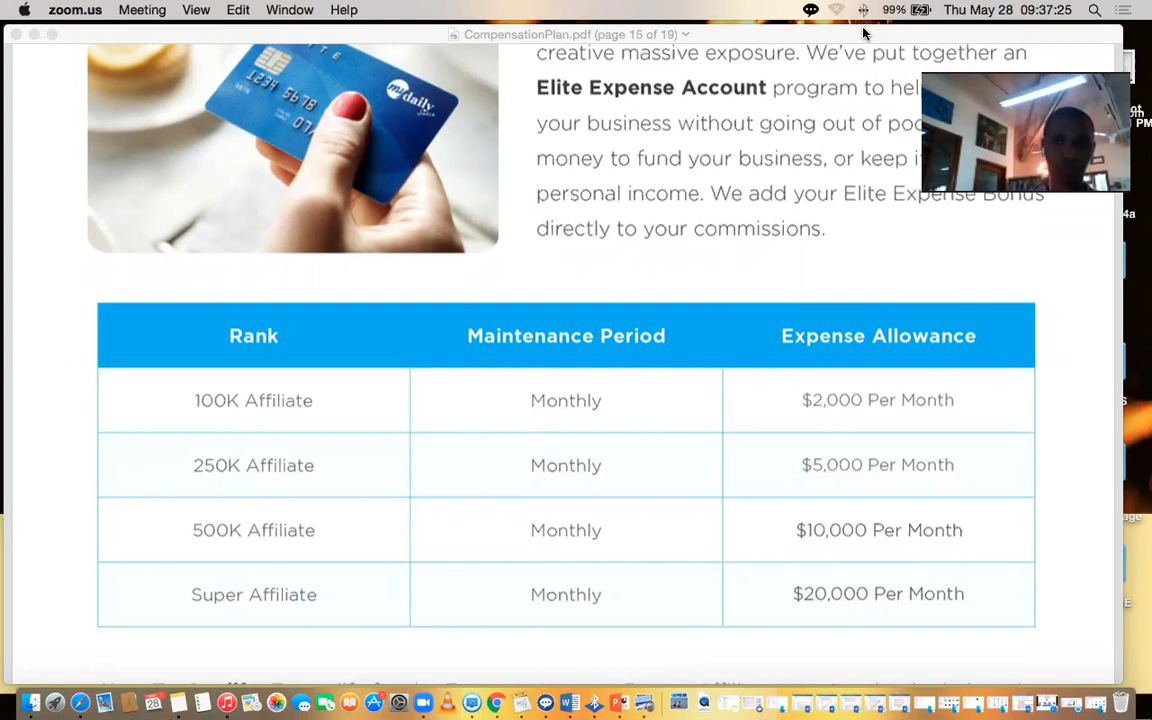 zoom.us Meeting View Edit Window Help 99% Thu May 28 09:37:25
CompensationPlan.pdf (page 15 of 19)
creative massive exposure. We've put together an
Elite Expense Account program to hel
your business without going out of poc
money to fund your business, or keep i
personal income. We add your Elite Expense Bonus
directly to your commissions.
1234 5678
my daily
Rank Maintenance Period Expense Allowance
100K Affiliate Monthly $2,000 Per Month
250K Affiliate Monthly $5,000 Per Month
500K Affiliate Monthly $10,000 Per Month
Super Affiliate Monthly $20,000 Per Month